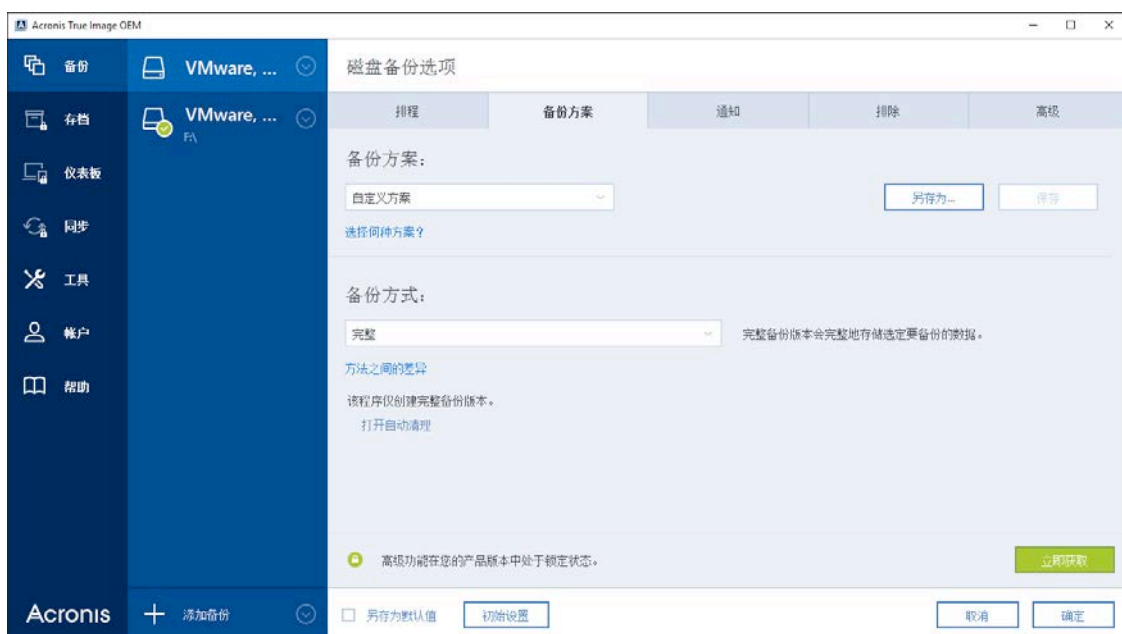 Acronis True Image OEM
备份
存档
仪表板
同步
工具
帐户
帮助
Acronis
VMware, ...
VMware, ...
F:\
添加备份
磁盘备份选项
排程
备份方案
通知
排除
高级
备份方案：
自定义方案
另存为...
保存
选择何种方案？
备份方式：
完整
完整备份版本会完整地存储选定要备份的数据。
方法之间的差异
该程序仅创建完整备份版本。
打开自动清理
高级功能在您的产品版本中处于锁定状态。
立即获取
另存为默认值
初始设置
取消
确定